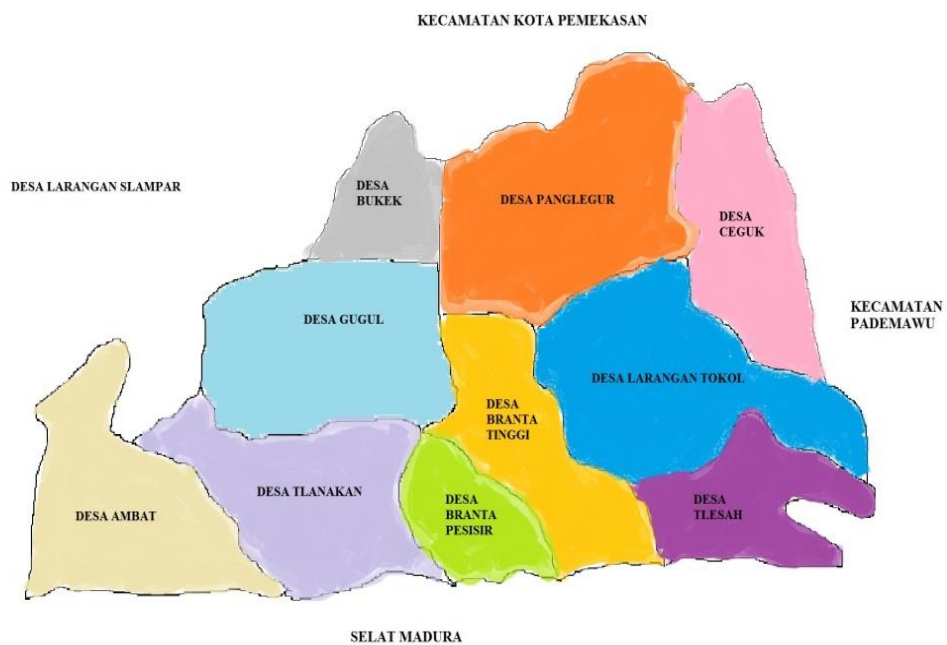 KECAMATAN KOTA PEMEKASAN
DESA LARANGAN SLAMPAR
DESA
BUKEK
DESA PANGLEGUR
DESA
CEGUK
DESA GUGUL
KECAMATAN
PADEMAWU
DESA LARANGAN TOKOL
DESA
BRANTA
TINGGI
DESA AMBAT
DESA TLANAKAN
DESA
BRANTA
PESISIR
DESA
TLESAH
SELAT MADURA